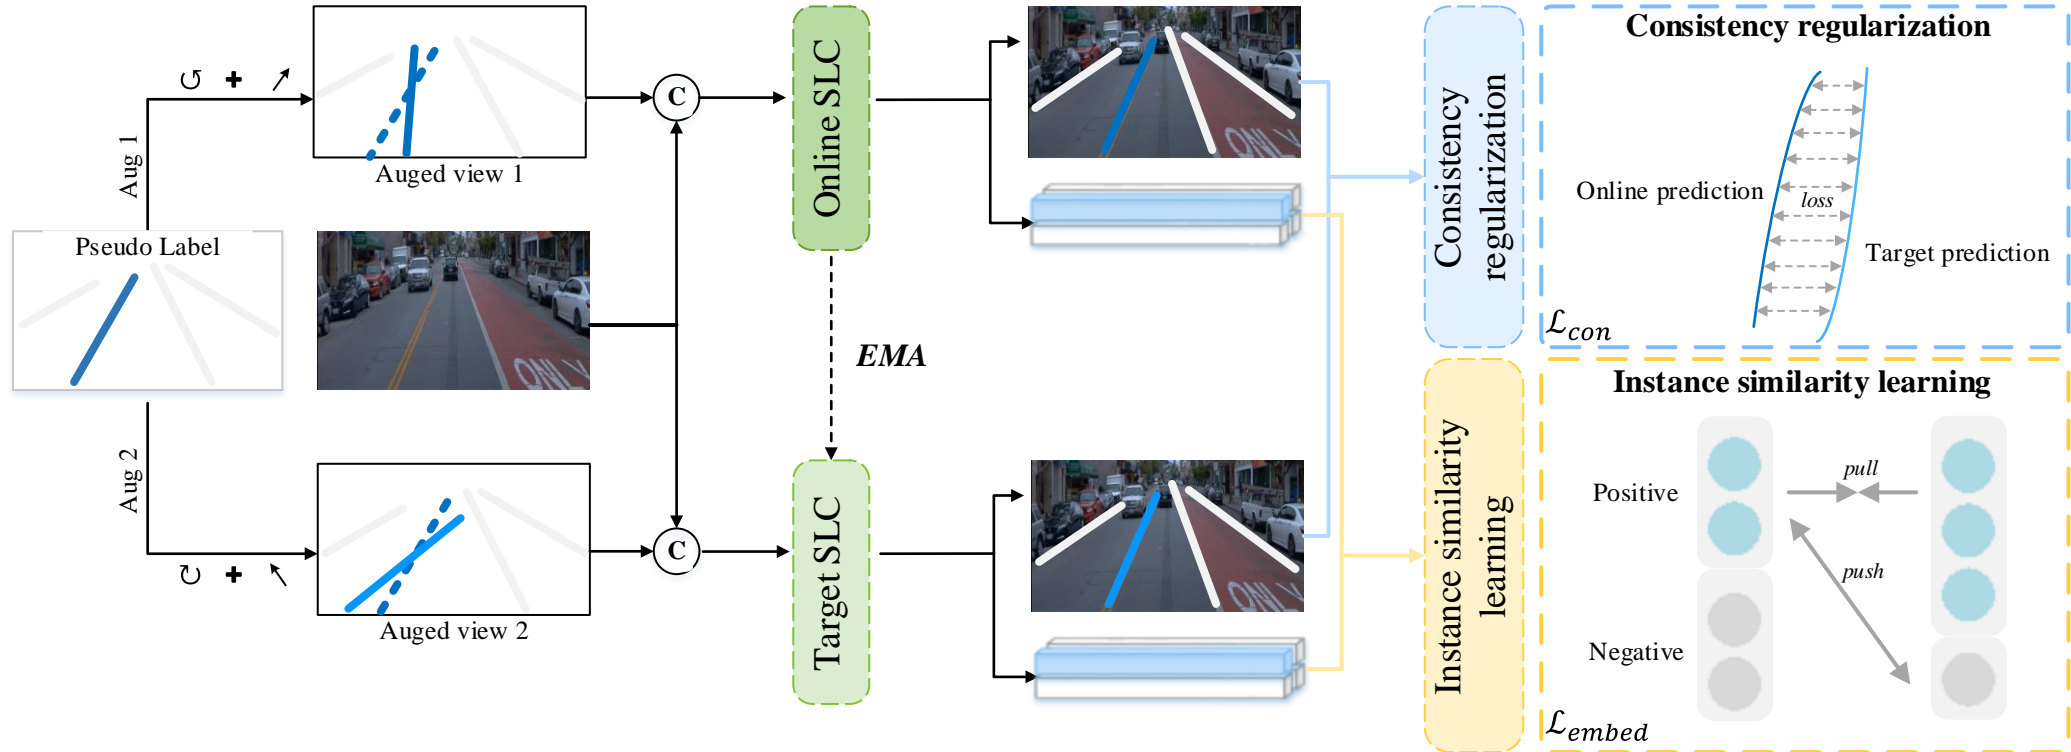 Aug 1
Auged view 1
C
Online SLC
ONLY
Consistency
regularization
Consistency regularization
Online prediction
loss
Target prediction
ℒcon
Pseudo Label
ONLY
EMA
Aug 2
Auged view 2
C
Target SLC
ONLY
Instance similarity
learning
Instance similarity learning
Positive
pull
push
Negative
ℒembed